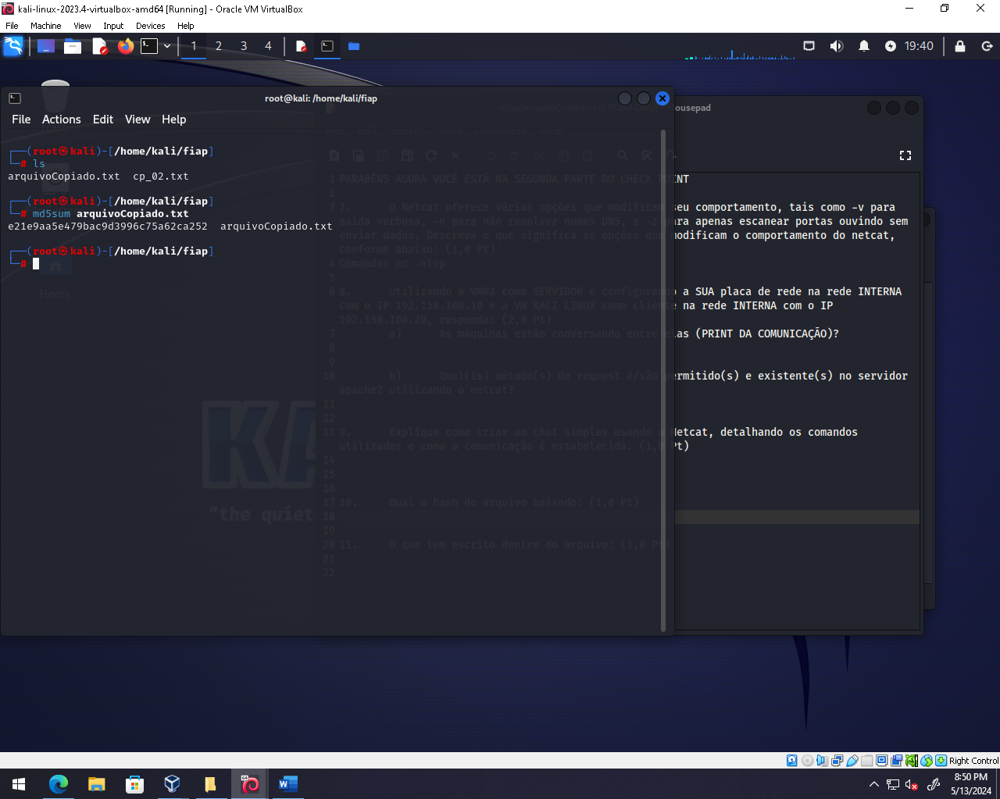 kali-linux-2023.4-virtualbox-amd64 [Running] - Oracle VM VirtualBox
File Machine View Input Devices Help
1 2 3 4 19:40
root@kali: /home/kali/fiap
File Actions Edit View Help
┌──(root㉿kali)-[/home/kali/fiap]
└─# ls
arquivoCopiado.txt cp_02.txt
┌──(root㉿kali)-[/home/kali/fiap]
└─# md5sum arquivoCopiado.txt
e21e9aa5e479bac9d3996c75a62ca252 arquivoCopiado.txt
┌──(root㉿kali)-[/home/kali/fiap]
└─#
Home
ousepad
File Edit Search View Document Help
1 PARABÉNS AGORA VOCÊ ESTÁ NA SEGUNDA PARTE DO CHECK POINT
2
3 7. O Netcat oferece várias opções que modificam seu comportamento, tais como -v para
saída verbosa, -n para não resolver nomes DNS, e -z para apenas escanear portas ouvindo sem
enviar dados. Descreva o que significa as opções que modificam o comportamento do netcat,
conforme abaixo: (1,0 Pt)
4 Comando: nc -nlvp
5
6 8. Utilizando a VM02 como SERVIDOR e configurando a SUA placa de rede na rede INTERNA
com o IP 192.158.100.10 e a VM KALI LINUX como cliente na rede INTERNA com o IP
192.158.100.20, responda: (2,0 Pt)
7 a) As máquinas estão conversando entre elas (PRINT DA COMUNICAÇÃO)?
8
9
10 b) Qual(is) método(s) de request é/são permitido(s) e existente(s) no servidor
apache2 utilizando o netcat?
11
12
13 9. Explique como criar um chat simples usando o Netcat, detalhando os comandos
utilizados e como a comunicação é estabelecida. (1,0 Pt)
14
15
16
17 10. Qual o hash do arquivo baixado: (1,0 Pt)
18
19
20 11. O que tem escrito dentro do arquivo: (1,0 Pt)
21
22
KA
"the quiet
Right Control
8:50 PM
5/13/2024